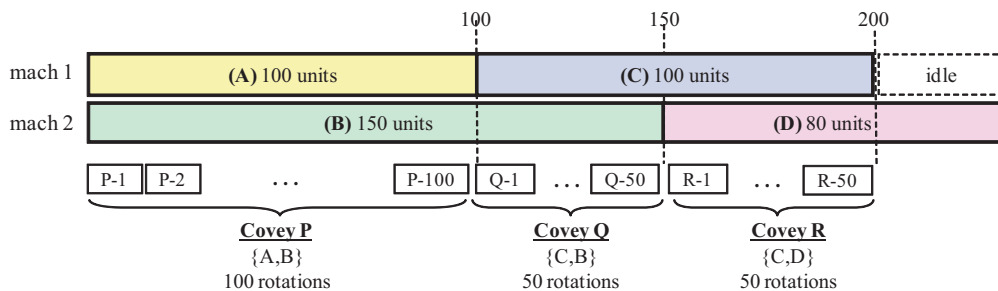 100 150 200
mach 1 (A) 100 units (C) 100 units idle
mach 2 (B) 150 units (D) 80 units
P-1 P-2 ... P-100 Q-1 ... Q-50 R-1 ... R-50
Covey P Covey Q Covey R
{A,B} {C,B} {C,D}
100 rotations 50 rotations 50 rotations